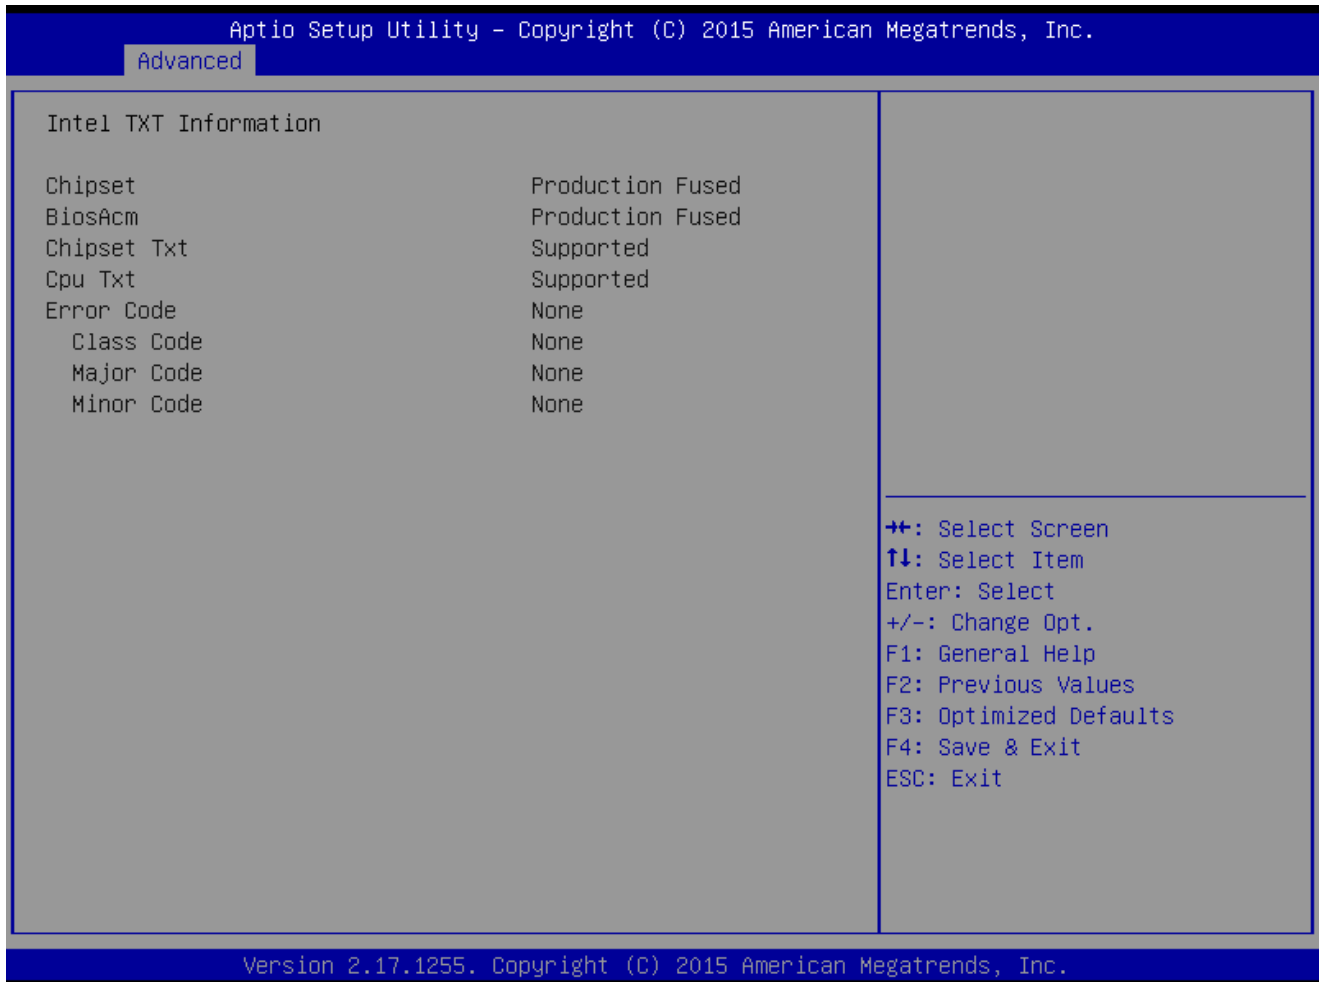 Aptio Setup Utility – Copyright (C) 2015 American Megatrends, Inc.
Advanced
Intel TXT Information
Chipset Production Fused
BiosAcm Production Fused
Chipset Txt Supported
Cpu Txt Supported
Error Code None
Class Code None
Major Code None
Minor Code None
→←: Select Screen
↑↓: Select Item
Enter: Select
+/-: Change Opt.
F1: General Help
F2: Previous Values
F3: Optimized Defaults
F4: Save & Exit
ESC: Exit
Version 2.17.1255. Copyright (C) 2015 American Megatrends, Inc.